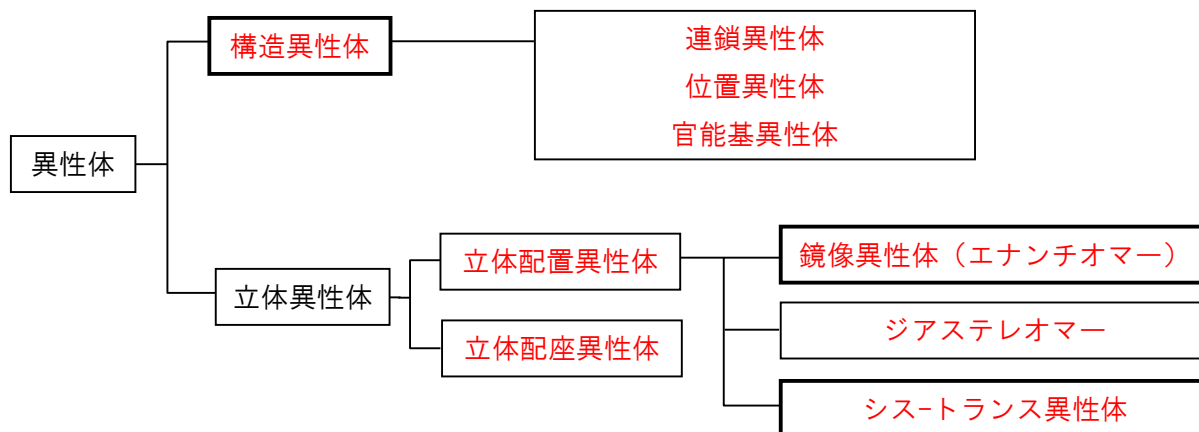 構造異性体
連鎖異性体
位置異性体
官能基異性体
異性体
立体異性体
立体配置異性体
立体配座異性体
鏡像異性体（エナンチオマー）
ジアステレオマー
シス-トランス異性体